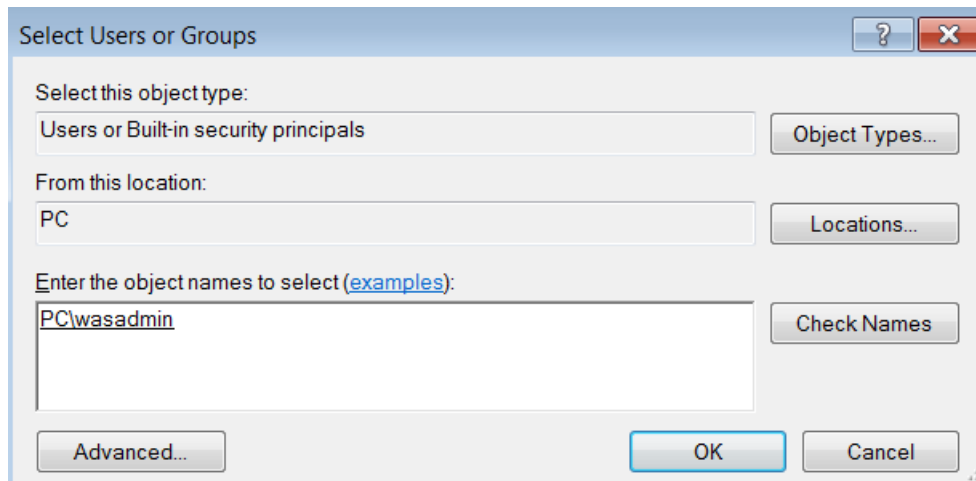 Select Users or Groups
?
X
Select this object type:
Users or Built-in security principals
Object Types...
From this location:
PC
Locations...
Enter the object names to select (examples):
PC\wasadmin
Check Names
Advanced...
OK
Cancel